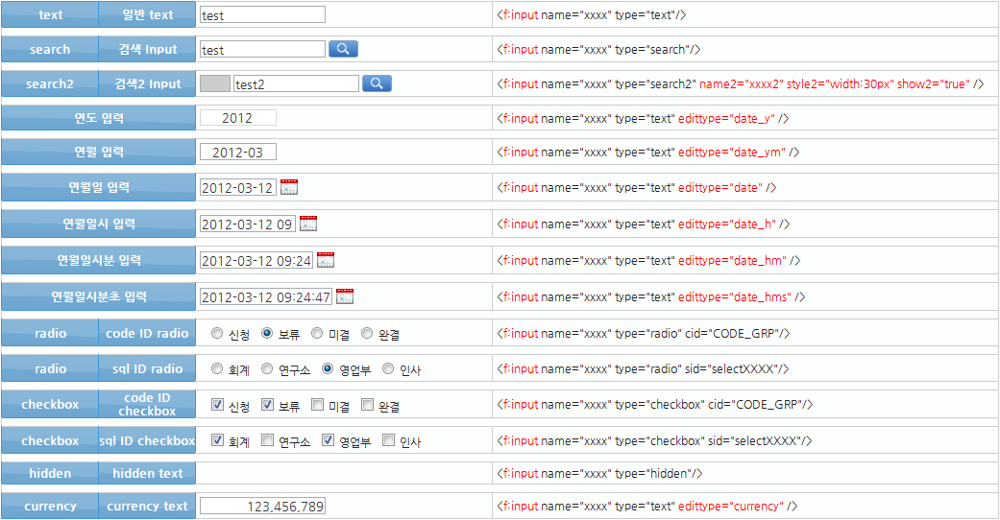 text 일반 text test <f:input name="xxxx" type="text"/>
search 검색 Input test <f:input name="xxxx" type="search"/>
search2 검색2 Input test2 <f:input name="xxxx" type="search2" name2="xxxx2" style2="width:30px" show2="true" />
연도 입력 2012 <f:input name="xxxx" type="text" edittype="date_y" />
연월 입력 2012-03 <f:input name="xxxx" type="text" edittype="date_ym" />
연월일 입력 2012-03-12 <f:input name="xxxx" type="text" edittype="date" />
연월일시 입력 2012-03-12 09 <f:input name="xxxx" type="text" edittype="date_h" />
연월일시분 입력 2012-03-12 09:24 <f:input name="xxxx" type="text" edittype="date_hm" />
연월일시분초 입력 2012-03-12 09:24:47 <f:input name="xxxx" type="text" edittype="date_hms" />
radio code ID radio 신청 보류 미결 완결 <f:input name="xxxx" type="radio" cid="CODE_GRP"/>
radio sql ID radio 회계 연구소 영업부 인사 <f:input name="xxxx" type="radio" sid="selectXXXX"/>
checkbox code ID checkbox 신청 보류 미결 완결 <f:input name="xxxx" type="checkbox" cid="CODE_GRP"/>
checkbox sql ID checkbox 회계 연구소 영업부 인사 <f:input name="xxxx" type="checkbox" sid="selectXXXX"/>
hidden hidden text <f:input name="xxxx" type="hidden"/>
currency currency text 123,456,789 <f:input name="xxxx" type="text" edittype="currency" />